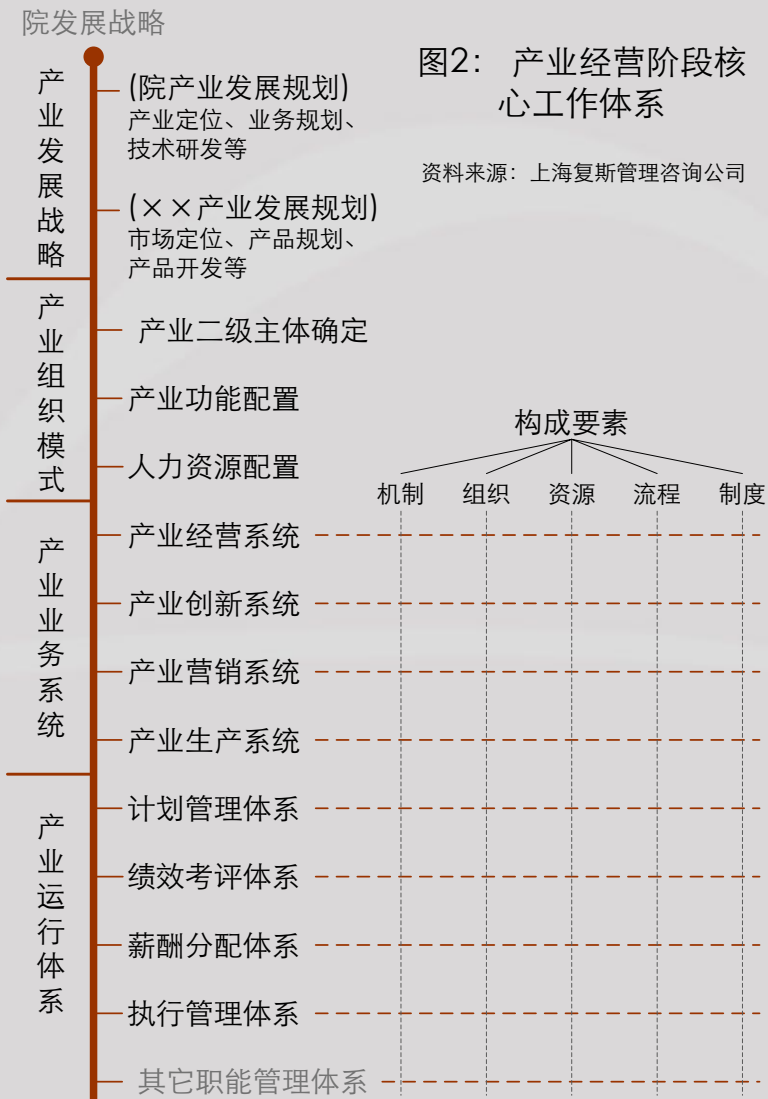 院发展战略
图2： 产业经营阶段核
心工作体系
资料来源：上海复斯管理咨询公司
产业发展战略
(院产业发展规划)
产业定位、业务规划、
技术研发等
(××产业发展规划)
市场定位、产品规划、
产品开发等
产业组织模式
产业二级主体确定
产业功能配置
人力资源配置
构成要素
机制 组织 资源 流程 制度
产业业务系统
产业经营系统
产业创新系统
产业营销系统
产业生产系统
产业运行体系
计划管理体系
绩效考评体系
薪酬分配体系
执行管理体系
其它职能管理体系